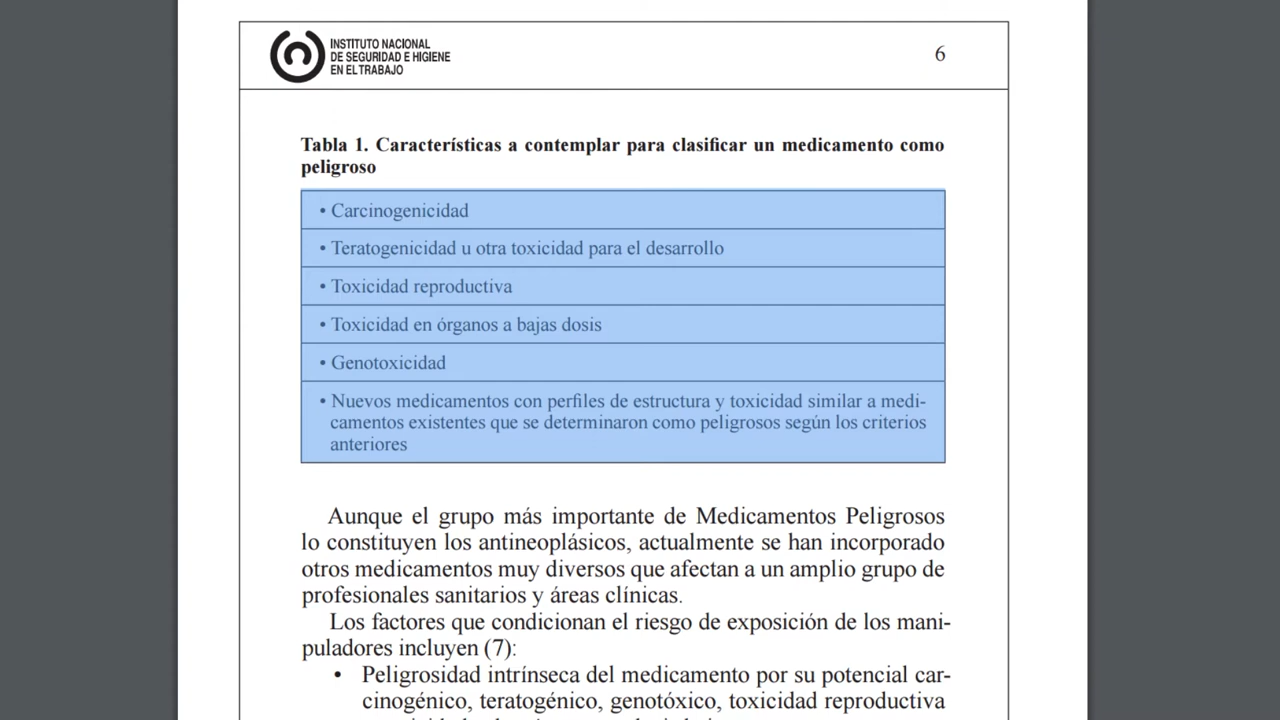 INSTITUTO NACIONAL
DE SEGURIDAD E HIGIENE
EN EL TRABAJO
6
Tabla 1. Características a contemplar para clasificar un medicamento como
peligroso
• Carcinogenicidad
• Teratogenicidad u otra toxicidad para el desarrollo
• Toxicidad reproductiva
• Toxicidad en órganos a bajas dosis
• Genotoxicidad
• Nuevos medicamentos con perfiles de estructura y toxicidad similar a medi-
camentos existentes que se determinaron como peligrosos según los criterios
anteriores
Aunque el grupo más importante de Medicamentos Peligrosos
lo constituyen los antineoplásicos, actualmente se han incorporado
otros medicamentos muy diversos que afectan a un amplio grupo de
profesionales sanitarios y áreas clínicas.
Los factores que condicionan el riesgo de exposición de los mani-
puladores incluyen (7):
• Peligrosidad intrínseca del medicamento por su potencial car-
cinogénico, teratogénico, genotóxico, toxicidad reproductiva